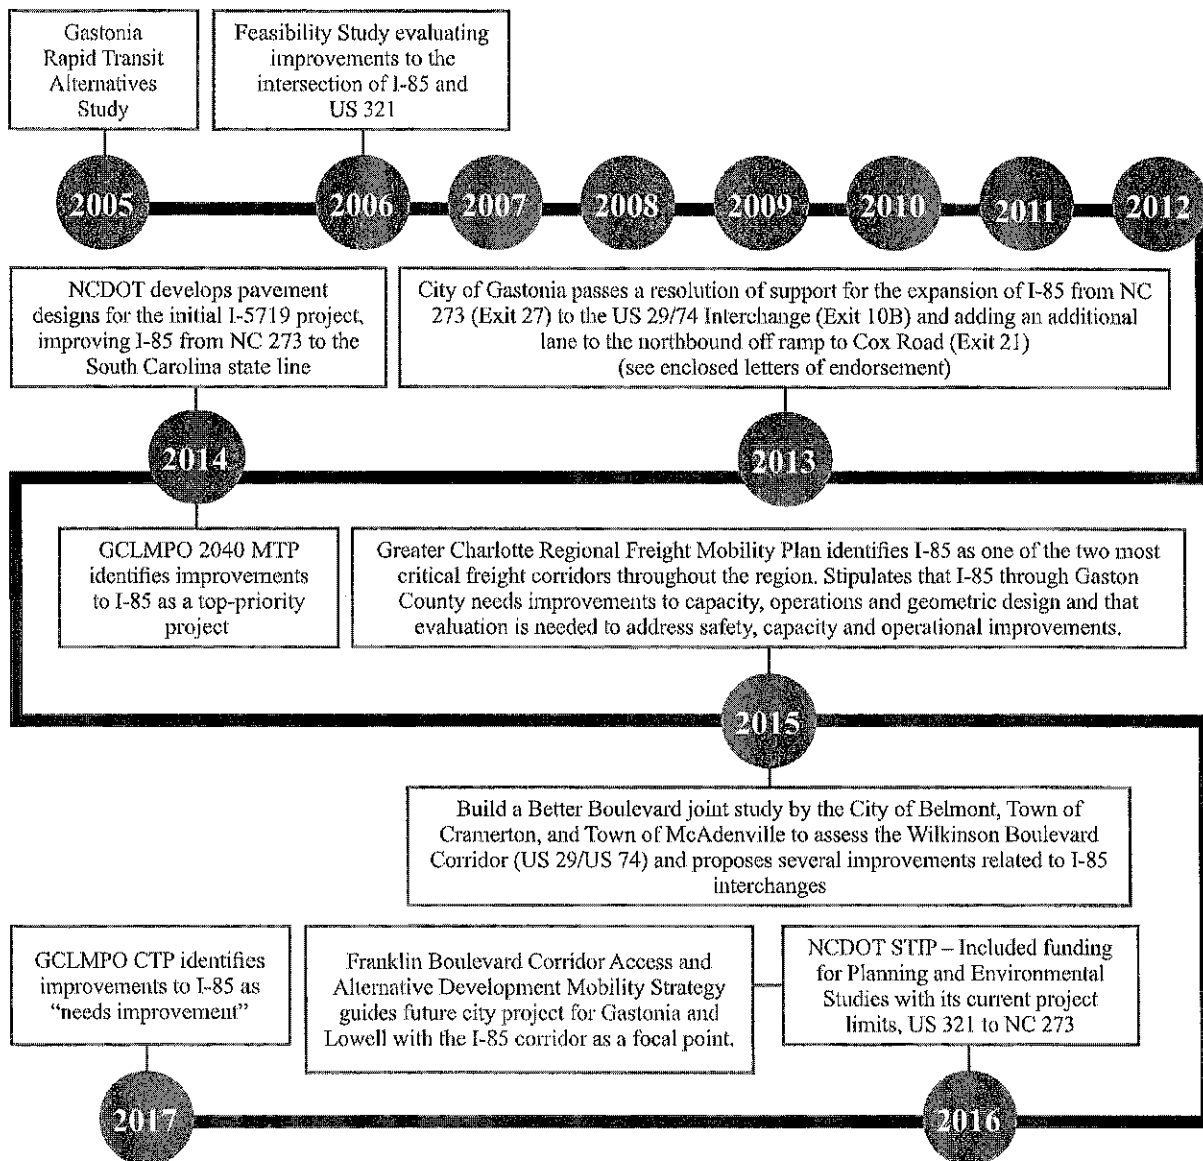 Gastonia
Rapid Transit
Alternatives
Study
Feasibility Study evaluating
improvements to the
intersection of I-85 and
US 321
2005
2006
2007
2008
2009
2010
2011
2012
NCDOT develops pavement
designs for the initial I-5719 project,
improving I-85 from NC 273 to the
South Carolina state line
City of Gastonia passes a resolution of support for the expansion of I-85 from NC
273 (Exit 27) to the US 29/74 Interchange (Exit 10B) and adding an additional
lane to the northbound off ramp to Cox Road (Exit 21)
(see enclosed letters of endorsement)
2014
2013
GCLMPO 2040 MTP
identifies improvements
to I-85 as a top-priority
project
Greater Charlotte Regional Freight Mobility Plan identifies I-85 as one of the two most
critical freight corridors throughout the region. Stipulates that I-85 through Gaston
County needs improvements to capacity, operations and geometric design and that
evaluation is needed to address safety, capacity and operational improvements.
2015
Build a Better Boulevard joint study by the City of Belmont, Town of
Cramerton, and Town of McAdenville to assess the Wilkinson Boulevard
Corridor (US 29/US 74) and proposes several improvements related to I-85
interchanges
GCLMPO CTP identifies
improvements to I-85 as
“needs improvement”
Franklin Boulevard Corridor Access and
Alternative Development Mobility Strategy
guides future city project for Gastonia and
Lowell with the I-85 corridor as a focal point.
NCDOT STIP – Included funding
for Planning and Environmental
Studies with its current project
limits, US 321 to NC 273
2017
2016